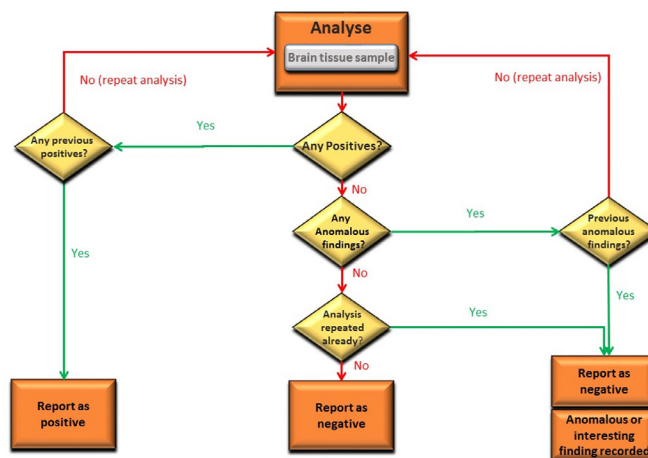 Analyse
Brain tissue sample
No (repeat analysis)
No (repeat analysis)
Any previous
positives?
Yes
Any Positives?
No
Any
Anomalous
findings?
Yes
Previous
anomalous
findings?
Yes
No
Yes
Analysis
repeated
already?
Yes
No
Report as
positive
Report as
negative
Report as
negative
Anomalous or
interesting
finding recorded